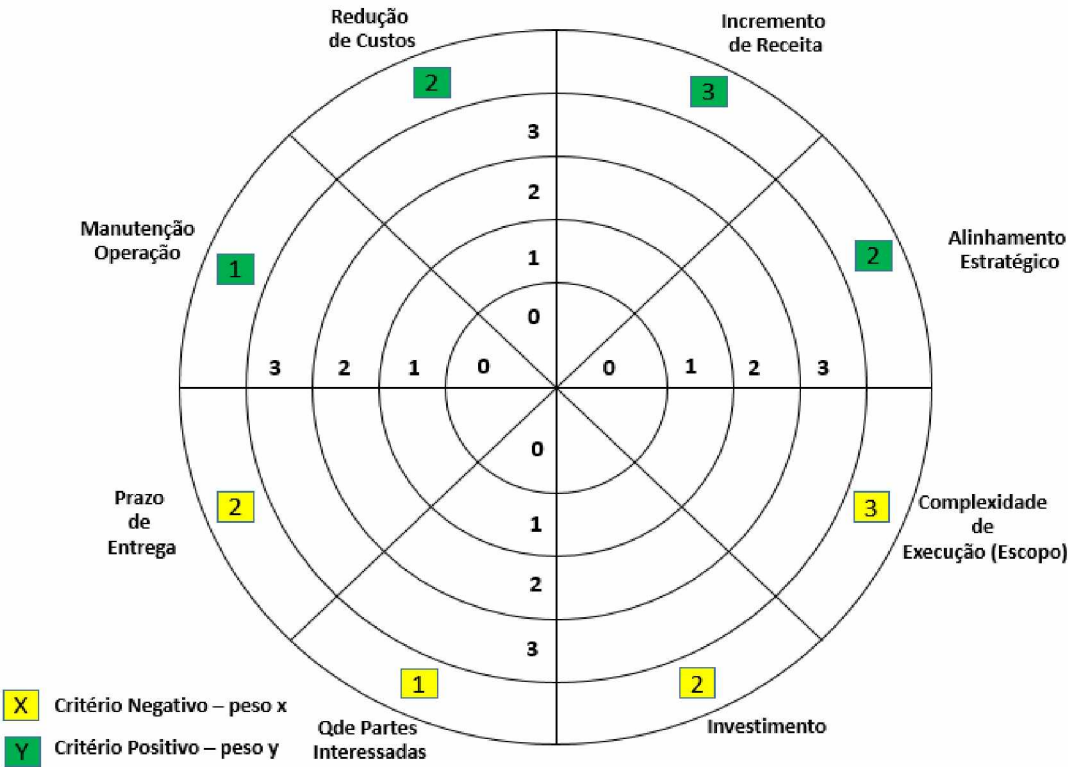 Redução
de Custos
Incremento
de Receita
2
3
3
2
Manutenção
Operação
Alinhamento
Estratégico
1
1
2
0
3
2
1
0
0
1
2
3
0
Prazo
de
Entrega
2
3
Complexidade
de
Execução (Escopo)
1
2
3
1
2
X Critério Negativo – peso x
Qde Partes
Interessadas
Investimento
Y Critério Positivo – peso y